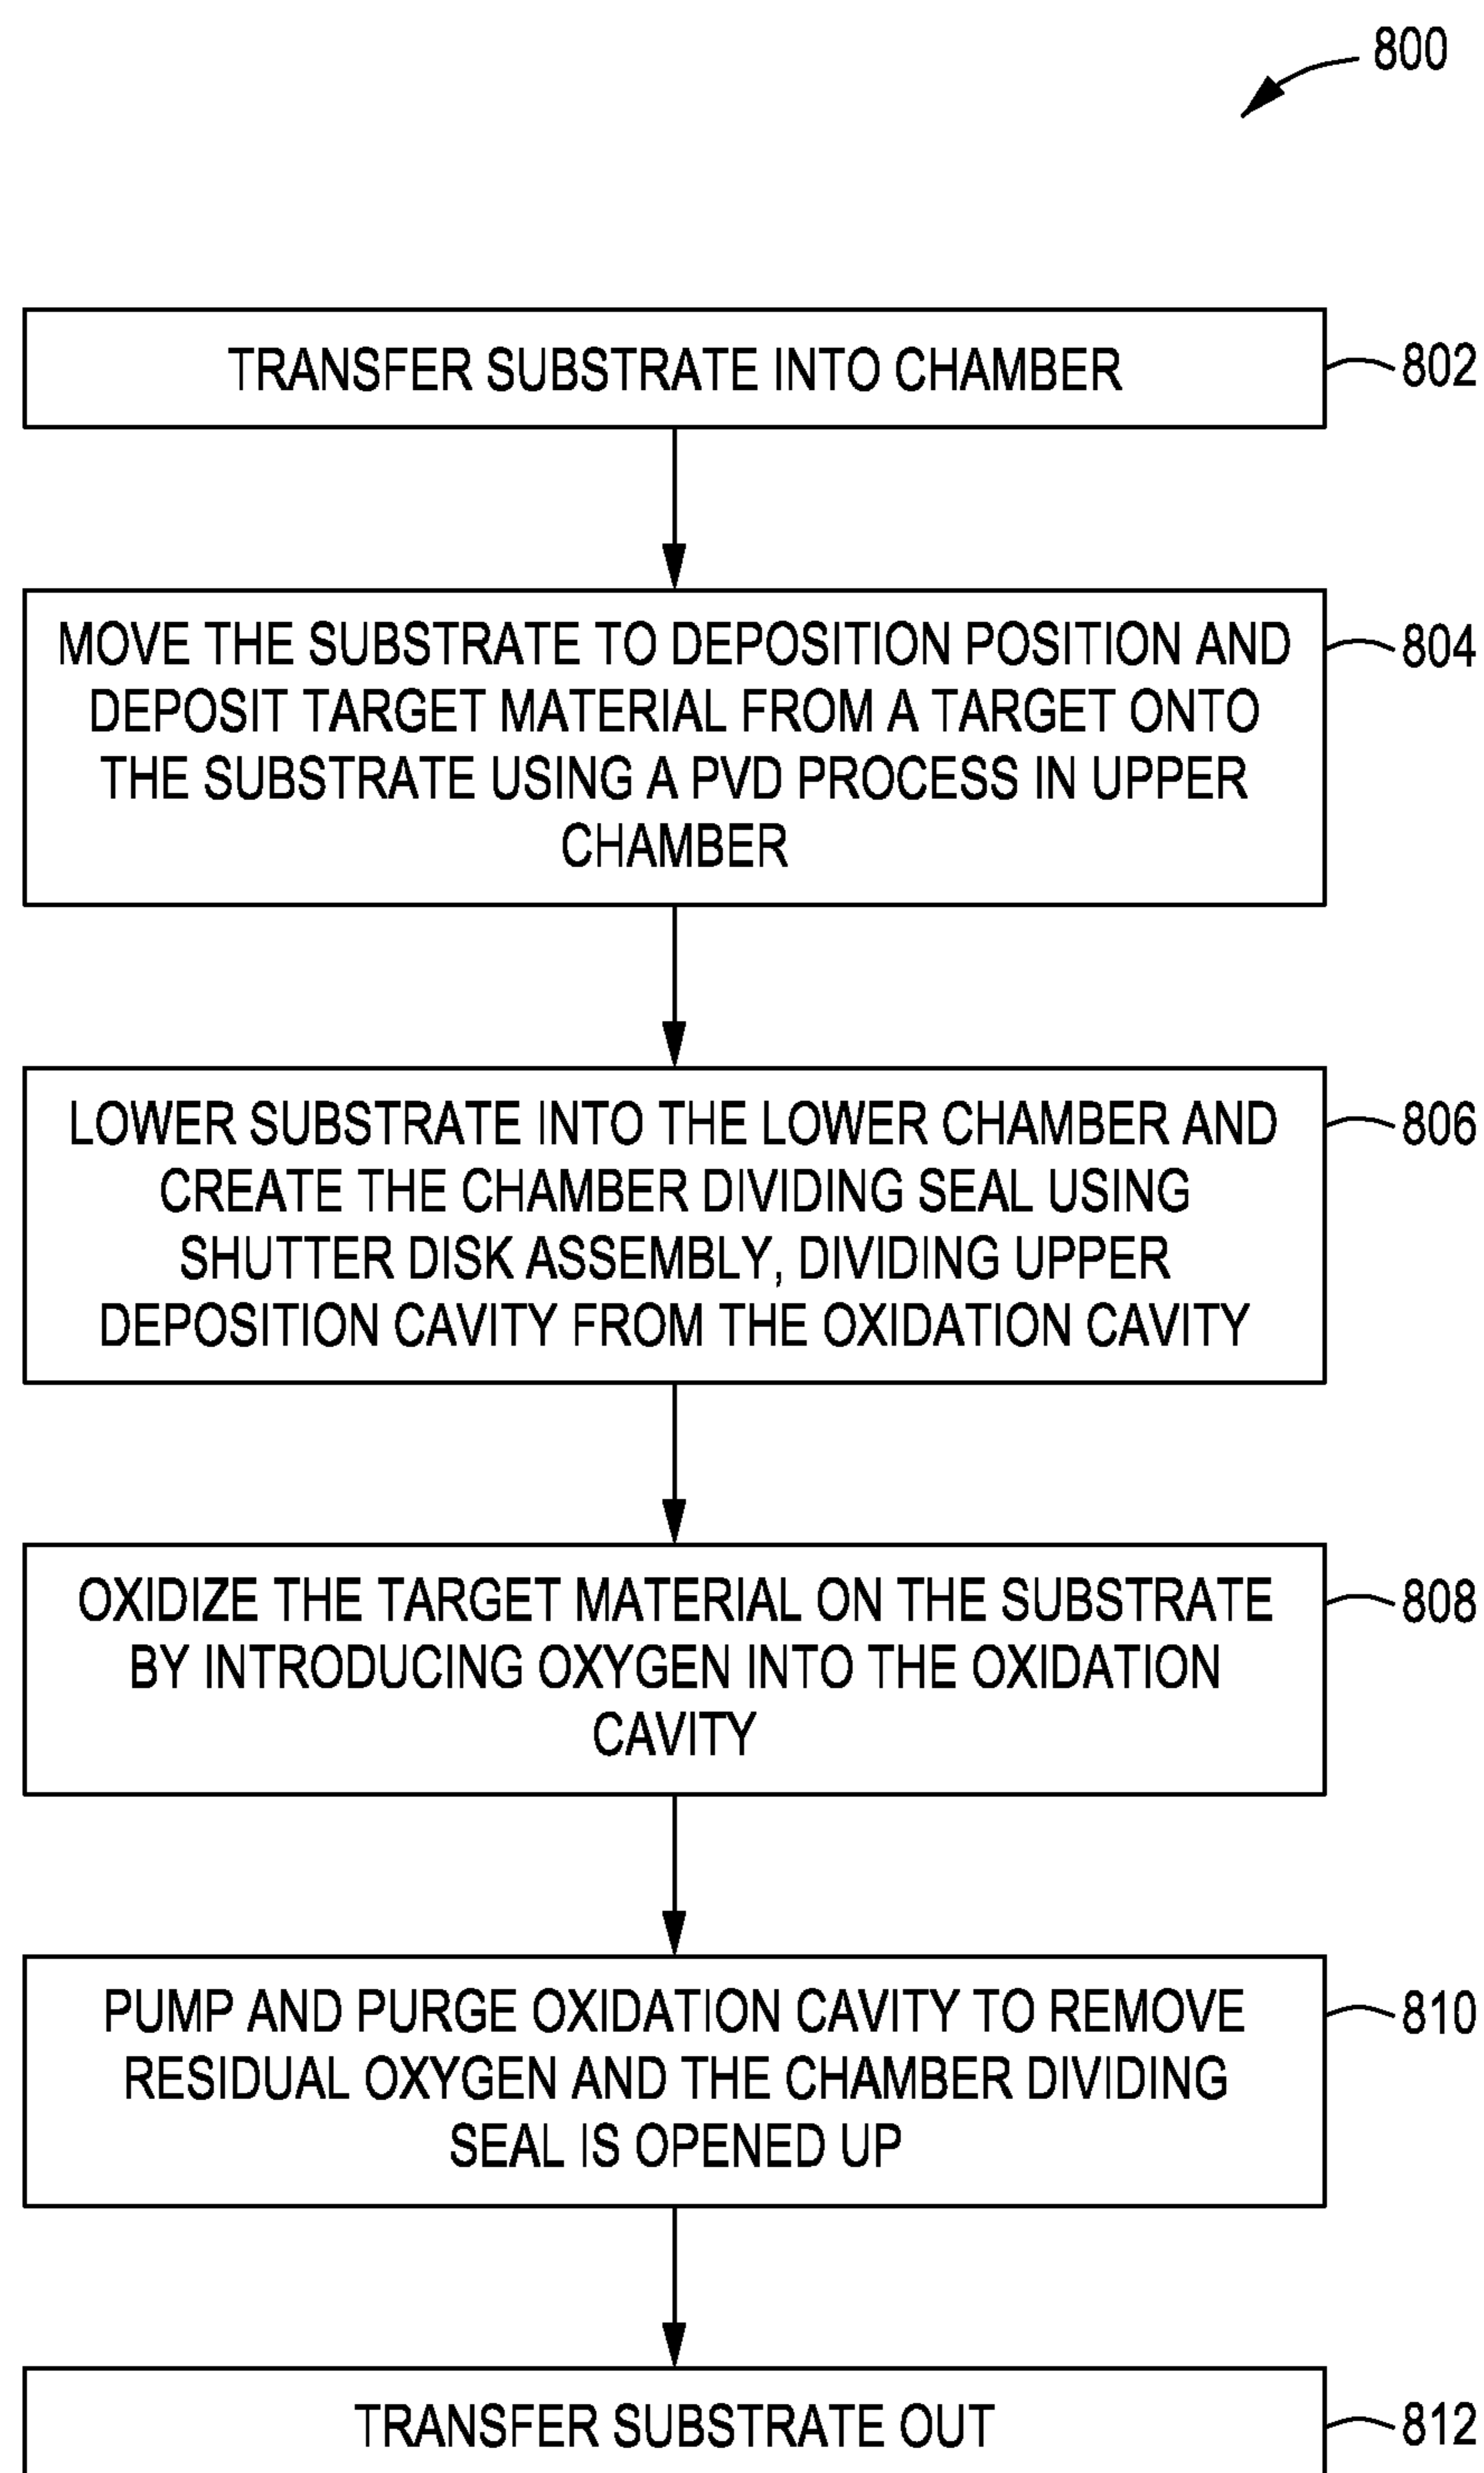 800
TRANSFER SUBSTRATE INTO CHAMBER
802
MOVE THE SUBSTRATE TO DEPOSITION POSITION AND
DEPOSIT TARGET MATERIAL FROM A TARGET ONTO
THE SUBSTRATE USING A PVD PROCESS IN UPPER
CHAMBER
804
LOWER SUBSTRATE INTO THE LOWER CHAMBER AND
CREATE THE CHAMBER DIVIDING SEAL USING
SHUTTER DISK ASSEMBLY, DIVIDING UPPER
DEPOSITION CAVITY FROM THE OXIDATION CAVITY
806
OXIDIZE THE TARGET MATERIAL ON THE SUBSTRATE
BY INTRODUCING OXYGEN INTO THE OXIDATION
CAVITY
808
PUMP AND PURGE OXIDATION CAVITY TO REMOVE
RESIDUAL OXYGEN AND THE CHAMBER DIVIDING
SEAL IS OPENED UP
810
TRANSFER SUBSTRATE OUT
812